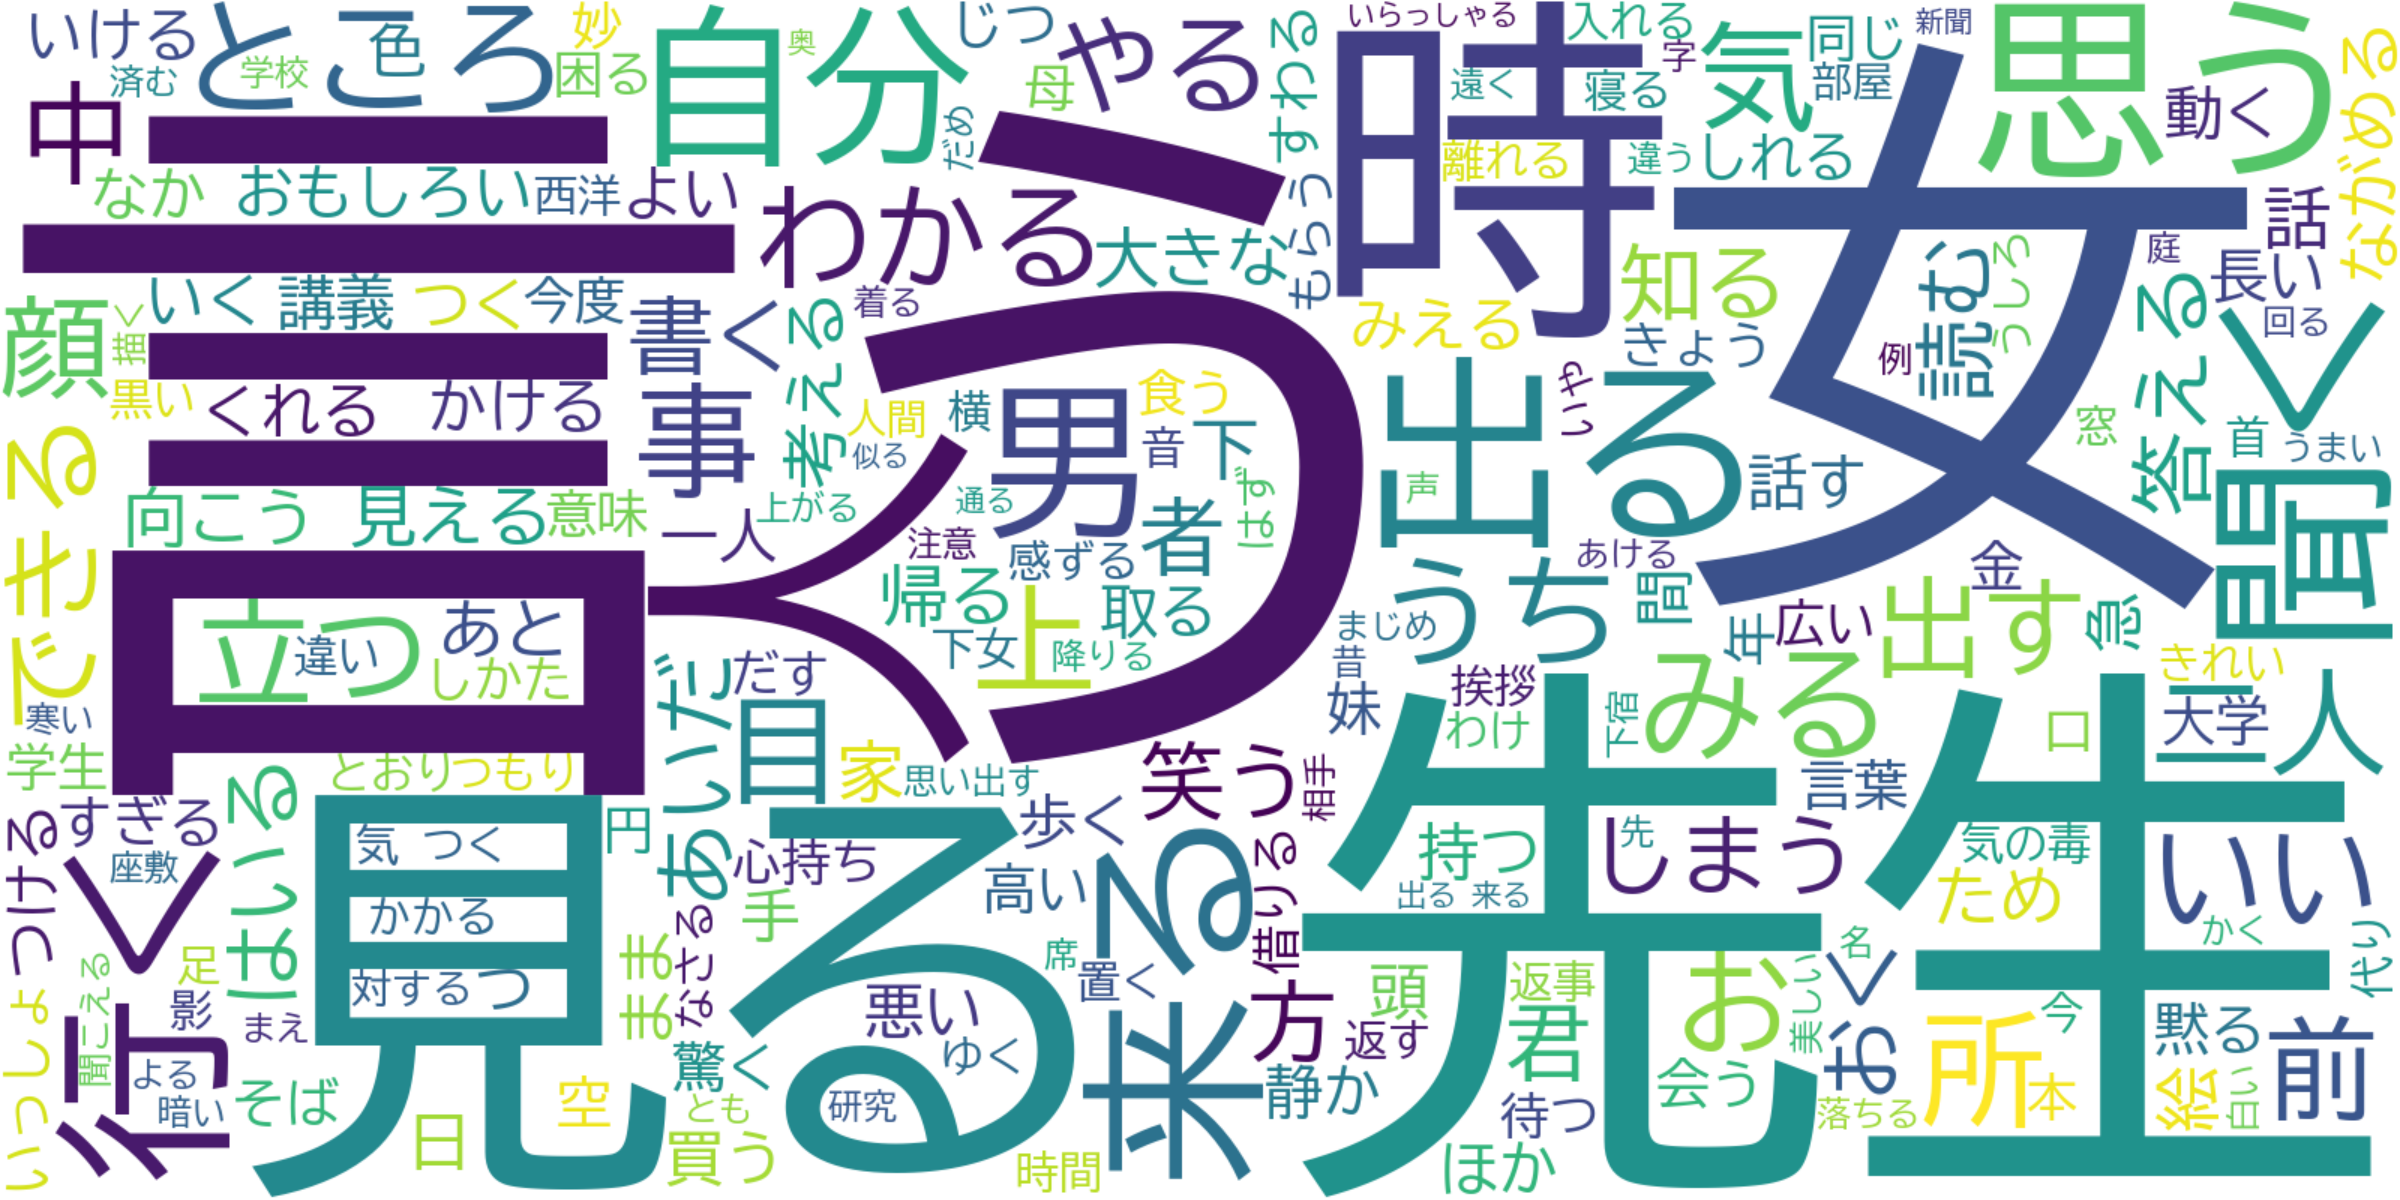 いける
ところ
色
妙
自分
奥
じつ
やる
すわる
いらっしゃる
時
入れる
字
気
同じ
新聞
思う
ながめる
済む
学校
困る
母
だめ
遠く
寝る
部屋
動く
中
言う
離れる
違う
しれる
女
なか
おもしろい
西洋
よい
わかる
大きな
もらう
話
庭
いく
講義
つく
今度
書く
着る
考える
みえる
知る
きょう
読む
うしろ
長い
回る
聞く
答える
顔
描く
黒い
くれる
かける
事
人間
横
男
食う
音
下
出る
いや
例
窓
首
うまい
できる
似る
はず
声
話す
向こう
見える
意味
一人
上がる
通る
者
注意
感ずる
あける
金
立つ
違い
あと
しかた
帰る
上
取る
下女
降りる
うち
間
まじめ
昔
年
広い
出す
急
きれい
寒い
あいだ
だす
目
妹
挨拶
わけ
下宿
みる
口
大学
三
人
学生
とおり
つもり
家
思い出す
笑う
相手
先生
言葉
つける
すぎる
はいる
円
見る
歩く
心持ち
来る
借りる
持つ
しまう
先
気の毒
いい
行く
座敷
気 つく
かかる
対する
つ
手
高い
出る 来る
ため
かく
代り
いっしょ
聞こえる
足
影
まえ
まま
なさる
席
置く
方
頭
返事
お
美しい
おく
名
今
黙る
前
よる
暗い
そば
日
驚く
空
とも
買う
悪い
ゆく
研究
時間
静か
返す
君
待つ
ほか
会う
落ちる
所
本
絵
白い